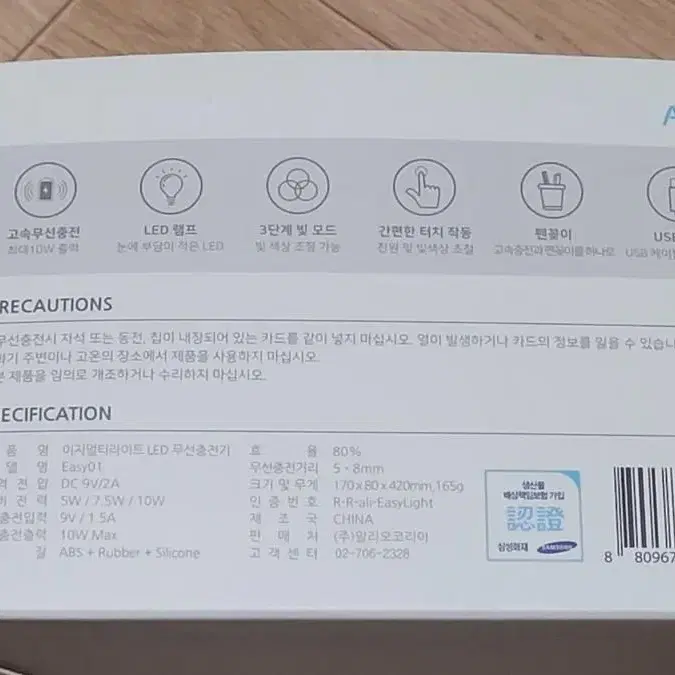 A
고속무선충전
최대10W 출력
LED 램프
눈에 부담이 적은 LED
3단계 빛 모드
빛 색상 조절 가능
간편한 터치 작동
전원 및 빛색상 조절
펜꽂이
고속충전과 펜꽂이를 하나로
USB
USB 케이
RECAUTIONS
무선충전시 자석 또는 동전, 칩이 내장되어 있는 카드를 같이 넣지 마십시오. 열이 발생하거나 카드의 정보를 잃을 수 있습니
화기 주변이나 고온의 장소에서 제품을 사용하지 마십시오.
본 제품을 임의로 개조하거나 수리하지 마십시오.
ECIFICATION
품 명 이지멀티라이트 LED 무선충전기
델 명 Easy01
격 전 압 DC 9V/2A
비 전 력 5W / 7.5W / 10W
충전입력 9V / 1.5A
충전출력 10W Max
질 ABS + Rubber + Silicone
효 율 80%
무선충전거리 5 - 8mm
크기 및 무게 170 x 80 x 420mm, 165g
인 증 번 호 R-R-ali-EasyLight
제 조 국 CHINA
판 매 처 (주)알리오코리아
고 객 센 터 02-706-2328
생산물
배상책임보험 가입
認證
삼성화재 SAMSUNG
8 80967